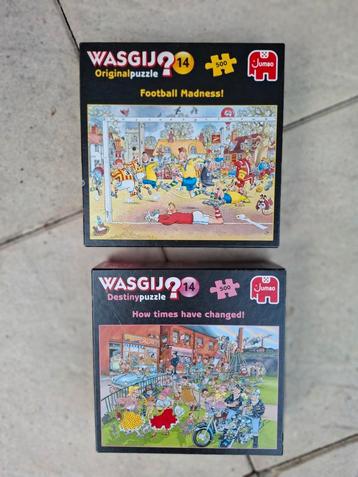 WASGIJ? 14
Originalpuzzle
500
Jumbo
Football Madness!
WASGIJ? 14
Destinypuzzle
500
Jumbo
How times have changed!